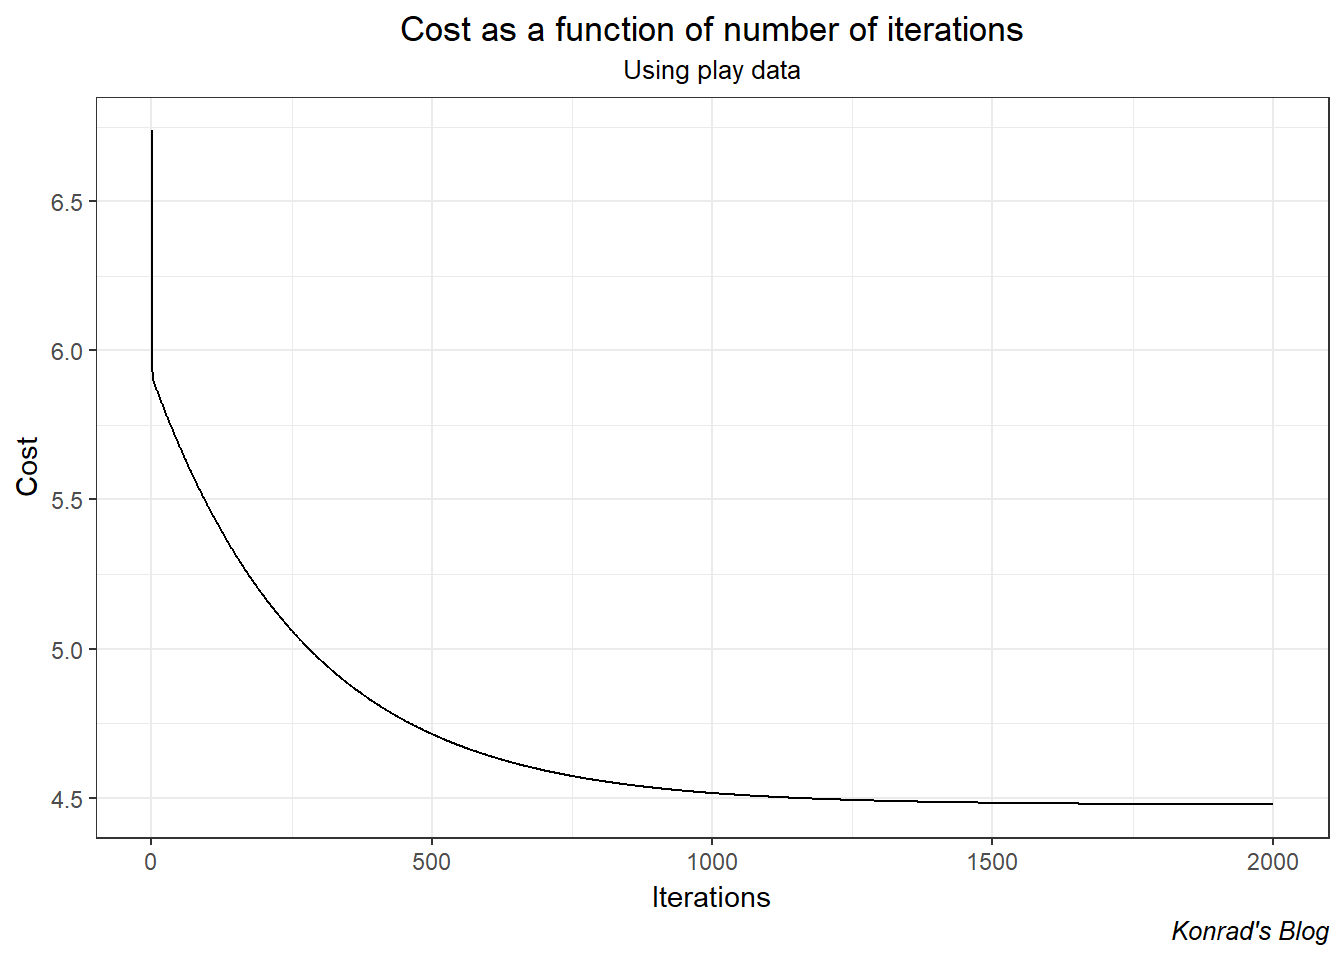 Cost as a function of number of iterations
Using play data
Cost
6.5
6.0
5.5
5.0
4.5
0 500 1000 1500 2000
Iterations
Konrad's Blog